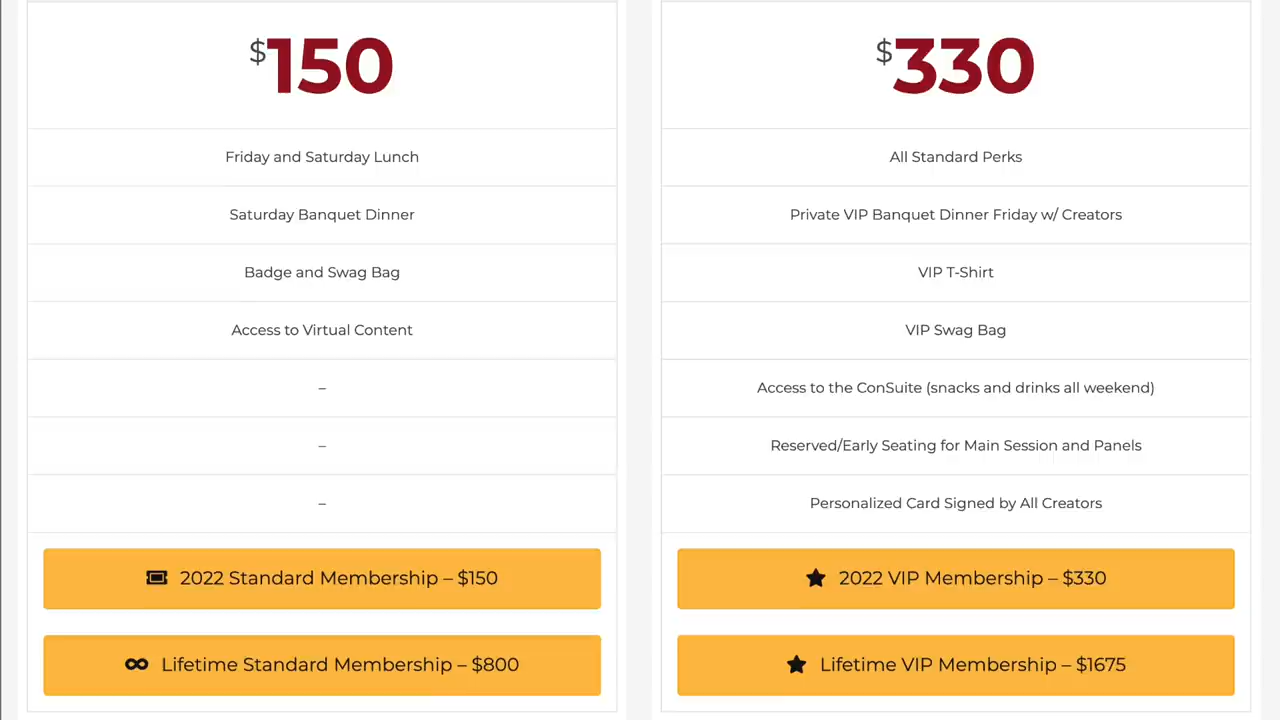 $150
Friday and Saturday Lunch
Saturday Banquet Dinner
Badge and Swag Bag
Access to Virtual Content
–
–
–
2022 Standard Membership – $150
Lifetime Standard Membership – $800
$330
All Standard Perks
Private VIP Banquet Dinner Friday w/ Creators
VIP T-Shirt
VIP Swag Bag
Access to the ConSuite (snacks and drinks all weekend)
Reserved/Early Seating for Main Session and Panels
Personalized Card Signed by All Creators
2022 VIP Membership – $330
Lifetime VIP Membership – $1675